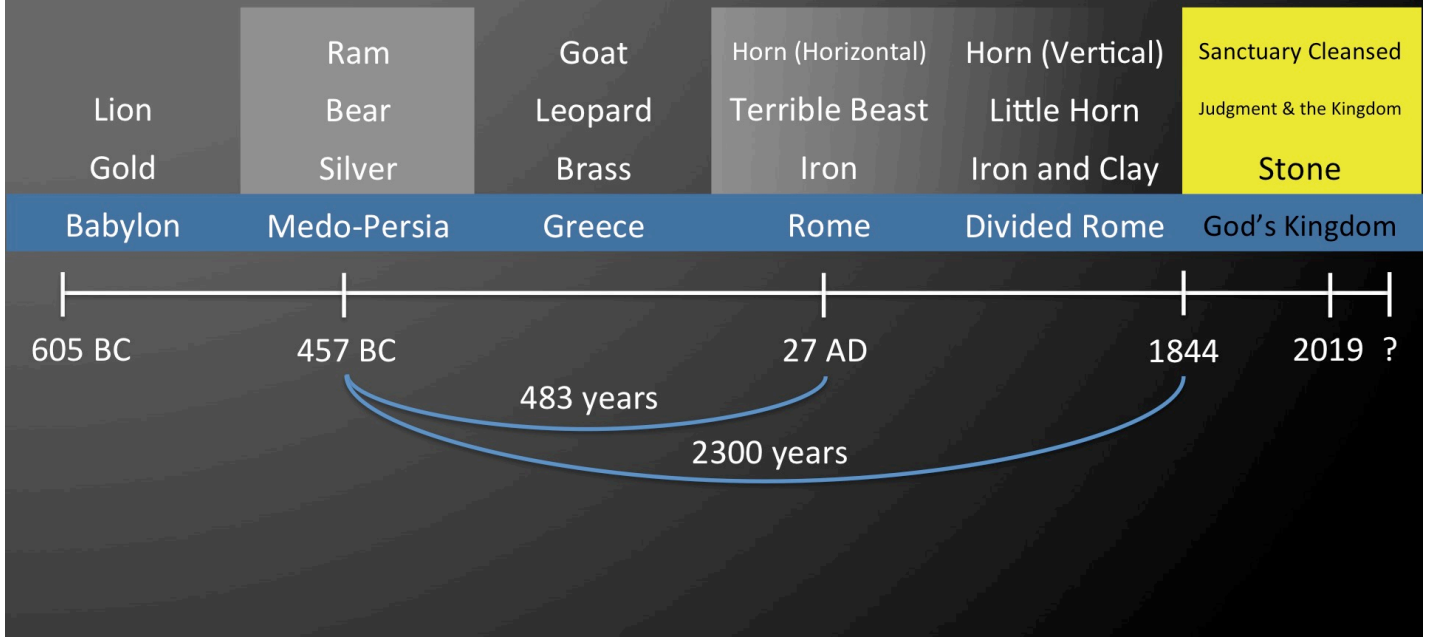 Ram Goat Horn (Horizontal) Horn (Vertical) Sanctuary Cleansed
Lion Bear Leopard Terrible Beast Little Horn Judgment & the Kingdom
Gold Silver Brass Iron Iron and Clay Stone
Babylon Medo-Persia Greece Rome Divided Rome God's Kingdom
605 BC 457 BC 27 AD 1844 2019 ?
483 years
2300 years